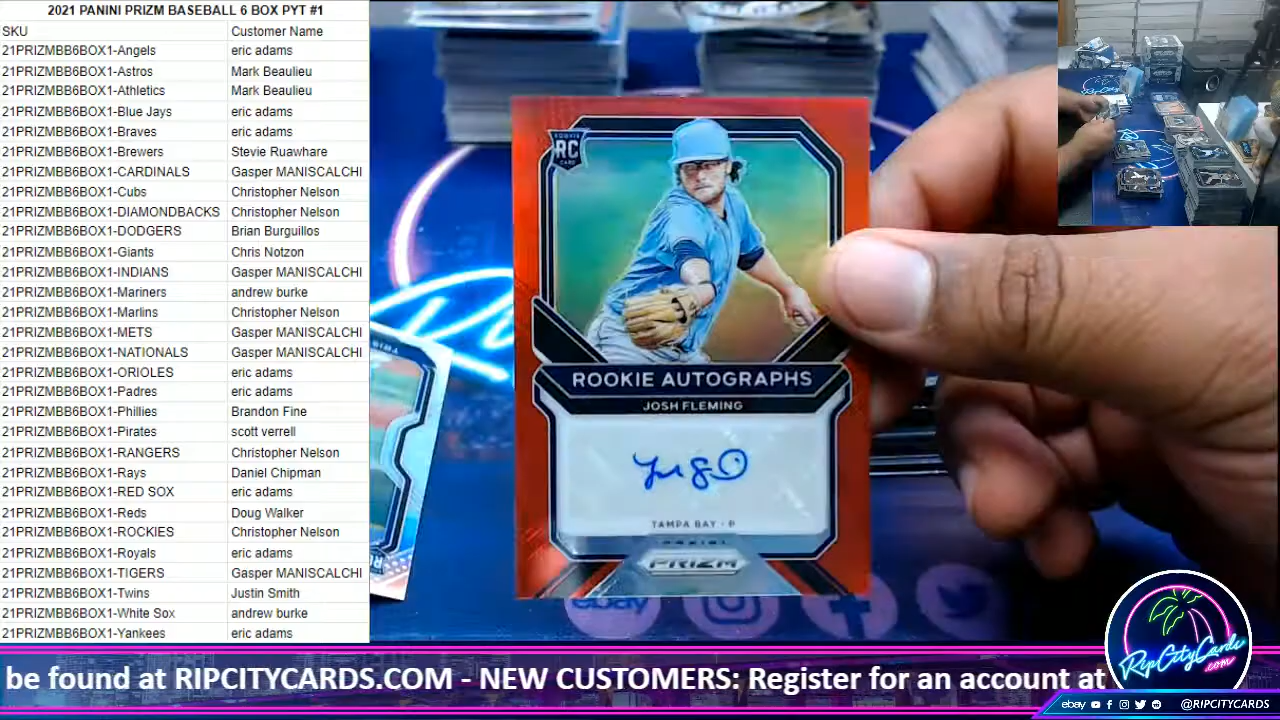 2021 PANINI PRIZM BASEBALL 6 BOX PYT #1
SKU Customer Name
21PRIZMBB6BOX1-Angels eric adams
21PRIZMBB6BOX1-Astros Mark Beaulieu
21PRIZMBB6BOX1-Athletics Mark Beaulieu
21PRIZMBB6BOX1-Blue Jays eric adams
21PRIZMBB6BOX1-Braves eric adams
21PRIZMBB6BOX1-Brewers Stevie Ruawhare
21PRIZMBB6BOX1-CARDINALS Gasper MANISCALCHI
21PRIZMBB6BOX1-Cubs Christopher Nelson
21PRIZMBB6BOX1-DIAMONDBACKS Christopher Nelson
21PRIZMBB6BOX1-DODGERS Brian Burguillos
21PRIZMBB6BOX1-Giants Chris Notzon
21PRIZMBB6BOX1-INDIANS Gasper MANISCALCHI
21PRIZMBB6BOX1-Mariners andrew burke
21PRIZMBB6BOX1-Marlins Christopher Nelson
21PRIZMBB6BOX1-METS Gasper MANISCALCHI
21PRIZMBB6BOX1-NATIONALS Gasper MANISCALCHI
21PRIZMBB6BOX1-ORIOLES eric adams
21PRIZMBB6BOX1-Padres eric adams
21PRIZMBB6BOX1-Phillies Brandon Fine
21PRIZMBB6BOX1-Pirates scott verrell
21PRIZMBB6BOX1-RANGERS Christopher Nelson
21PRIZMBB6BOX1-Rays Daniel Chipman
21PRIZMBB6BOX1-RED SOX eric adams
21PRIZMBB6BOX1-Reds Doug Walker
21PRIZMBB6BOX1-ROCKIES Christopher Nelson
21PRIZMBB6BOX1-Royals eric adams
21PRIZMBB6BOX1-TIGERS Gasper MANISCALCHI
21PRIZMBB6BOX1-Twins Justin Smith
21PRIZMBB6BOX1-White Sox andrew burke
21PRIZMBB6BOX1-Yankees eric adams
ROOKIE
RC
CARD
ROOKIE AUTOGRAPHS
JOSH FLEMING
TAMPA BAY - P
PANINI
PRIZM
ebay
RipCityCards
.com
be found at RIPCITYCARDS.COM - NEW CUSTOMERS: Register for an account at
ebay @RIPCITYCARDS